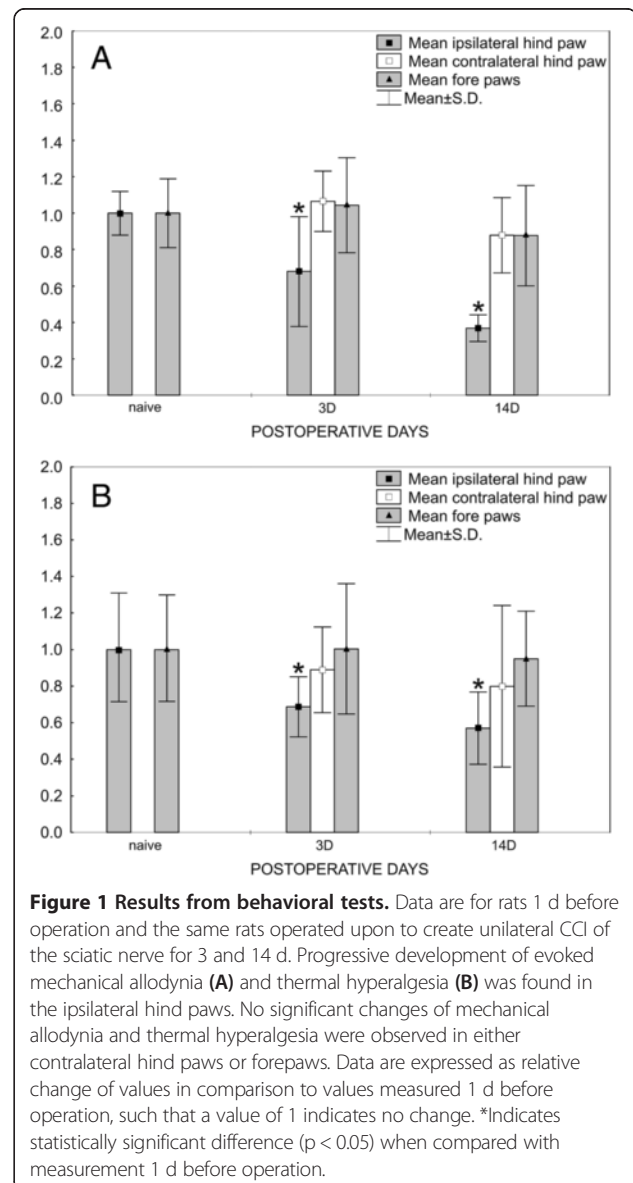 A
Mean ipsilateral hind paw
Mean contralateral hind paw
Mean fore paws
Mean±S.D.
2.0
1.8
1.6
1.4
1.2
1.0
0.8
0.6
0.4
0.2
0.0
*
*
naive 3D 14D
POSTOPERATIVE DAYS
B
Mean ipsilateral hind paw
Mean contralateral hind paw
Mean fore paws
Mean±S.D.
2.0
1.8
1.6
1.4
1.2
1.0
0.8
0.6
0.4
0.2
0.0
*
*
naive 3D 14D
POSTOPERATIVE DAYS
Figure 1 Results from behavioral tests. Data are for rats 1 d before
operation and the same rats operated upon to create unilateral CCI of
the sciatic nerve for 3 and 14 d. Progressive development of evoked
mechanical allodynia (A) and thermal hyperalgesia (B) was found in
the ipsilateral hind paws. No significant changes of mechanical
allodynia and thermal hyperalgesia were observed in either
contralateral hind paws or forepaws. Data are expressed as relative
change of values in comparison to values measured 1 d before
operation, such that a value of 1 indicates no change. *Indicates
statistically significant difference (p < 0.05) when compared with
measurement 1 d before operation.